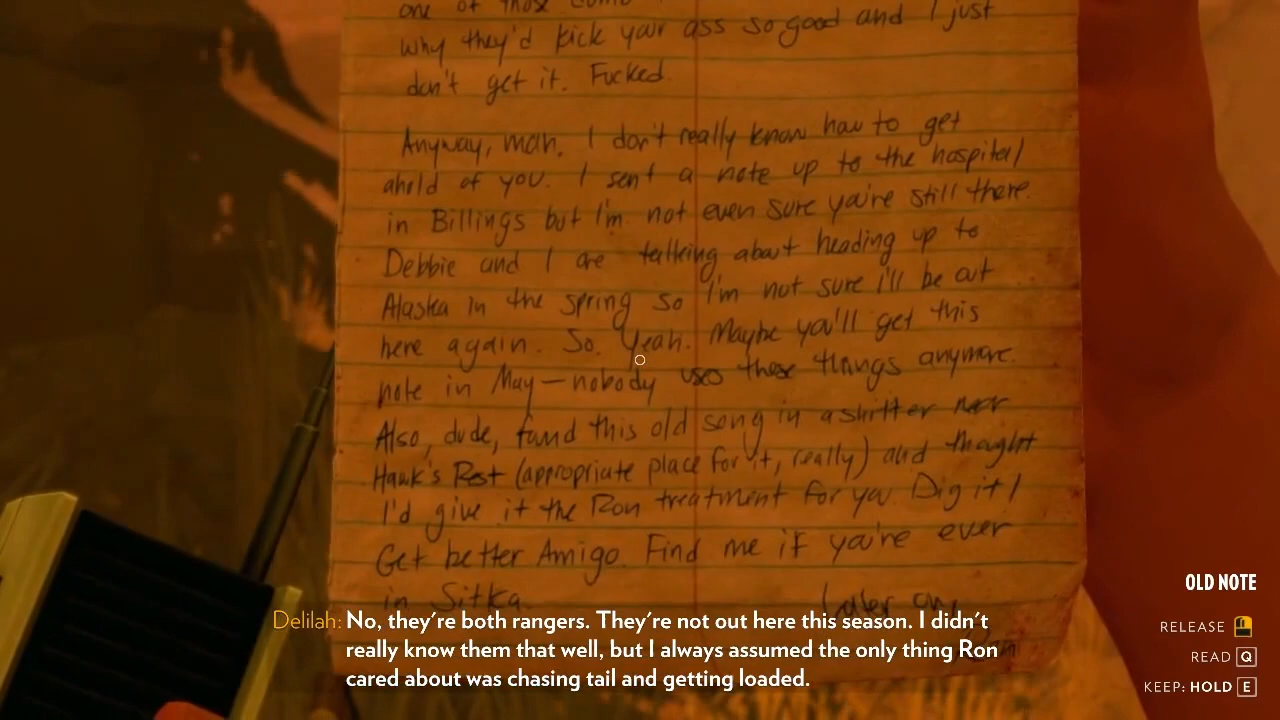 one of those
why they'd kick your ass so good and I just
don't get it. Fucked.
Anyway, man. I don't really know how to get
ahold of you. I sent a note up to the hospital
in Billings but I'm not even sure you're still there.
Debbie and I are talking about heading up to
Alaska in the spring so I'm not sure I'll be out
here again. So. Yeah. Maybe you'll get this
note in May—nobody uses these things anymore.
Also, dude, found this old song in a shitter near
Hawk's Rest (appropriate place for it, really) and thought
I'd give it the Ron treatment for you. Dig it!
Get better Amigo. Find me if you're ever
in Sitka.
Later on,
Delilah: No, they're both rangers. They're not out here this season. I didn't
really know them that well, but I always assumed the only thing Ron
cared about was chasing tail and getting loaded.
OLD NOTE
RELEASE
READ Q
KEEP: HOLD E